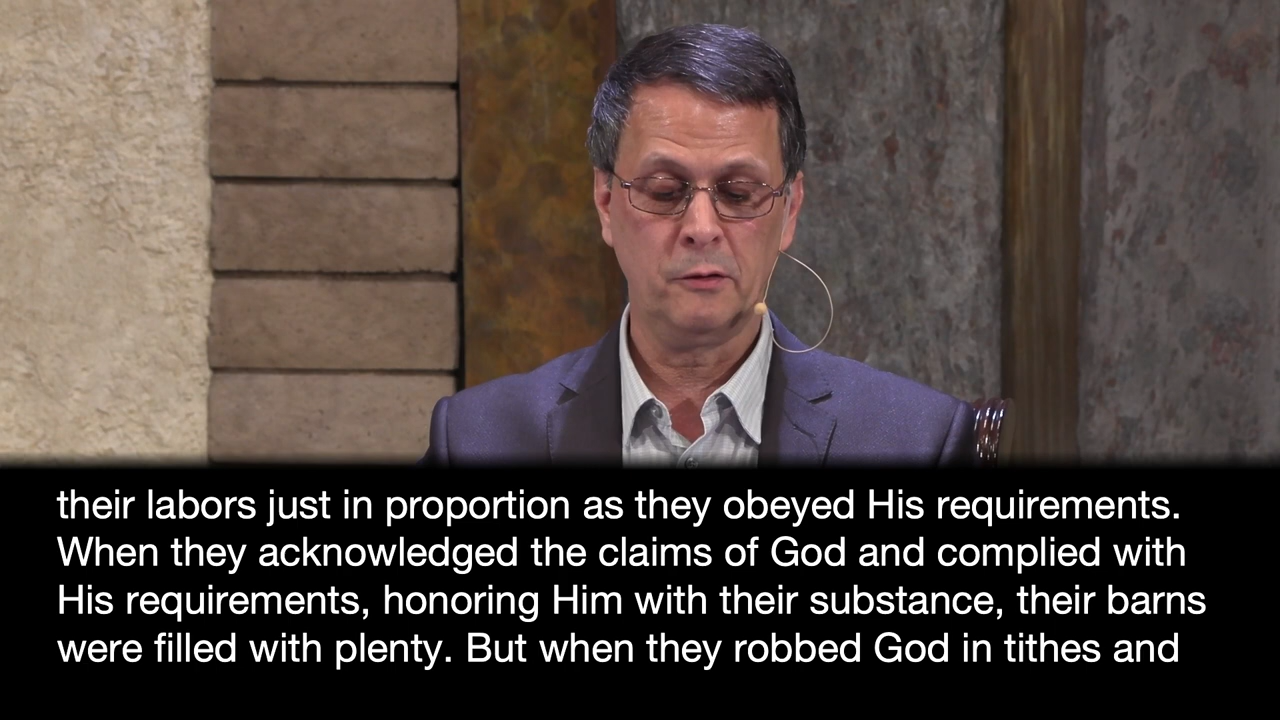 their labors just in proportion as they obeyed His requirements.
When they acknowledged the claims of God and complied with
His requirements, honoring Him with their substance, their barns
were filled with plenty. But when they robbed God in tithes and